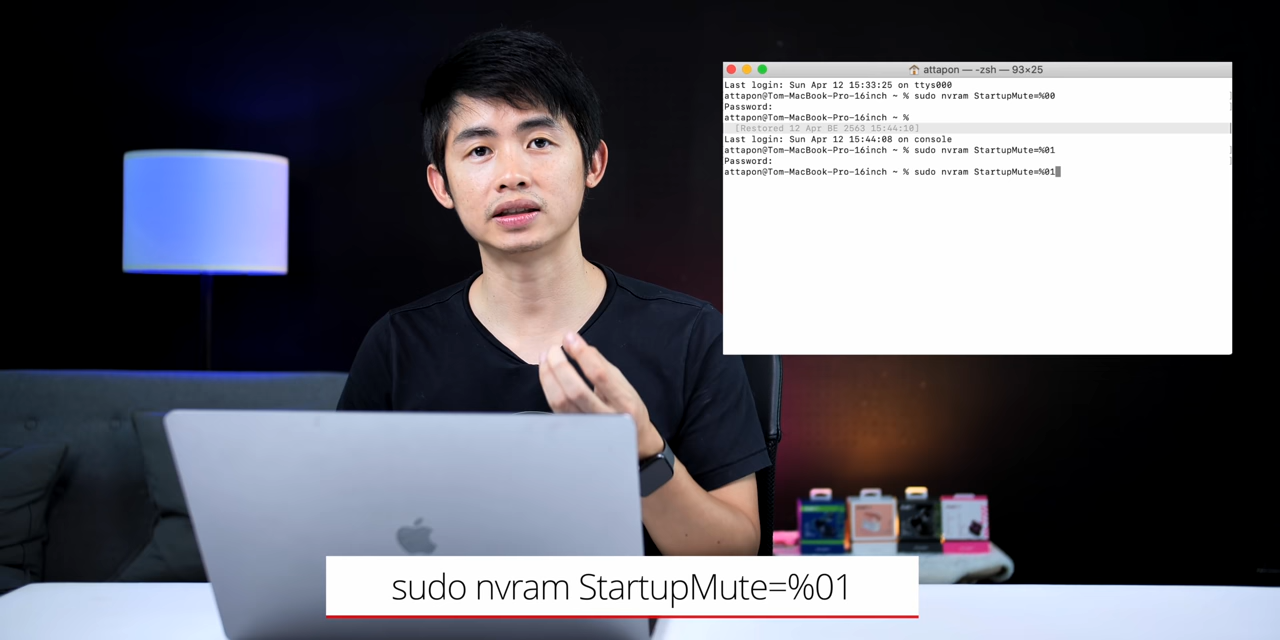 attapon — -zsh — 93×25
Last login: Sun Apr 12 15:33:25 on ttys000
attapon@Tom-MacBook-Pro-16inch ~ % sudo nvram StartupMute=%00
Password:
attapon@Tom-MacBook-Pro-16inch ~ %
[Restored 12 Apr BE 2563 15:44:10]
Last login: Sun Apr 12 15:44:08 on console
attapon@Tom-MacBook-Pro-16inch ~ % sudo nvram StartupMute=%01
Password:
attapon@Tom-MacBook-Pro-16inch ~ % sudo nvram StartupMute=%01
sudo nvram StartupMute=%01